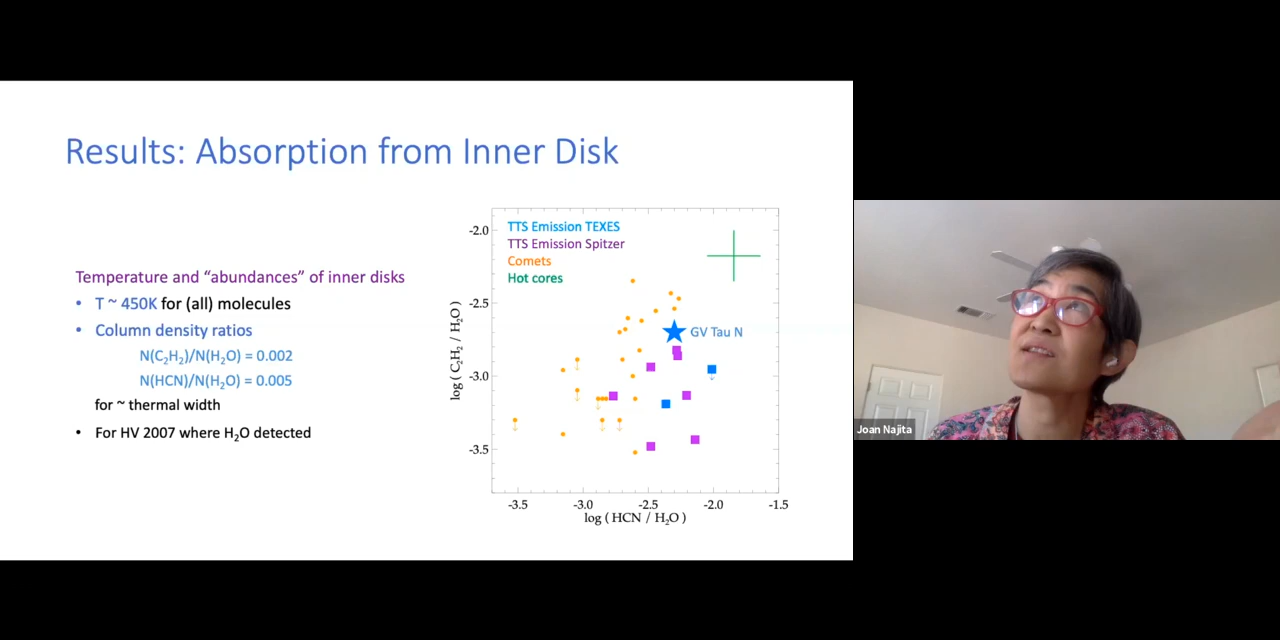 Results: Absorption from Inner Disk
Temperature and “abundances” of inner disks
• T ~ 450K for (all) molecules
• Column density ratios
N(C₂H₂)/N(H₂O) = 0.002
N(HCN)/N(H₂O) = 0.005
for ~ thermal width
• For HV 2007 where H₂O detected
TTS Emission TEXES
TTS Emission Spitzer
Comets
Hot cores
GV Tau N
log ( C₂H₂ / H₂O )
-2.0
-2.5
-3.0
-3.5
-3.5 -3.0 -2.5 -2.0 -1.5
log ( HCN / H₂O )
Joan Najita